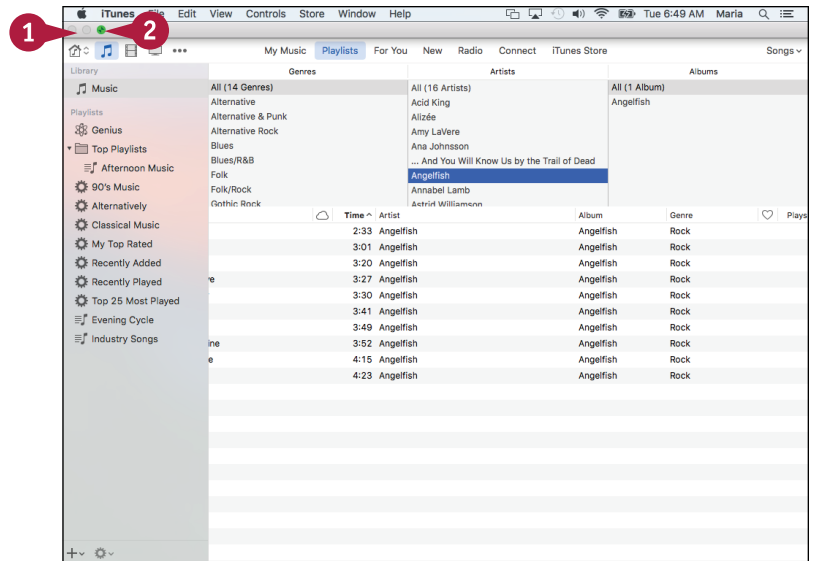 iTunes File Edit View Controls Store Window Help Tue 6:49 AM Maria
1
2
My Music Playlists For You New Radio Connect iTunes Store Songs
Library
Music
Playlists
Genius
Top Playlists
Afternoon Music
90's Music
Alternatively
Classical Music
My Top Rated
Recently Added
Recently Played
Top 25 Most Played
Evening Cycle
Industry Songs
Genres
All (14 Genres)
Alternative
Alternative & Punk
Alternative Rock
Blues
Blues/R&B
Folk
Folk/Rock
Gothic Rock
Artists
All (16 Artists)
Acid King
Alizée
Amy LaVere
Ana Johnsson
... And You Will Know Us by the Trail of Dead
Angelfish
Annabel Lamb
Astrid Williamson
Albums
All (1 Album)
Angelfish
Time Artist Album Genre Plays
2:33 Angelfish Angelfish Rock
3:01 Angelfish Angelfish Rock
3:20 Angelfish Angelfish Rock
ve 3:27 Angelfish Angelfish Rock
3:30 Angelfish Angelfish Rock
3:41 Angelfish Angelfish Rock
3:49 Angelfish Angelfish Rock
ine 3:52 Angelfish Angelfish Rock
e 4:15 Angelfish Angelfish Rock
4:23 Angelfish Angelfish Rock